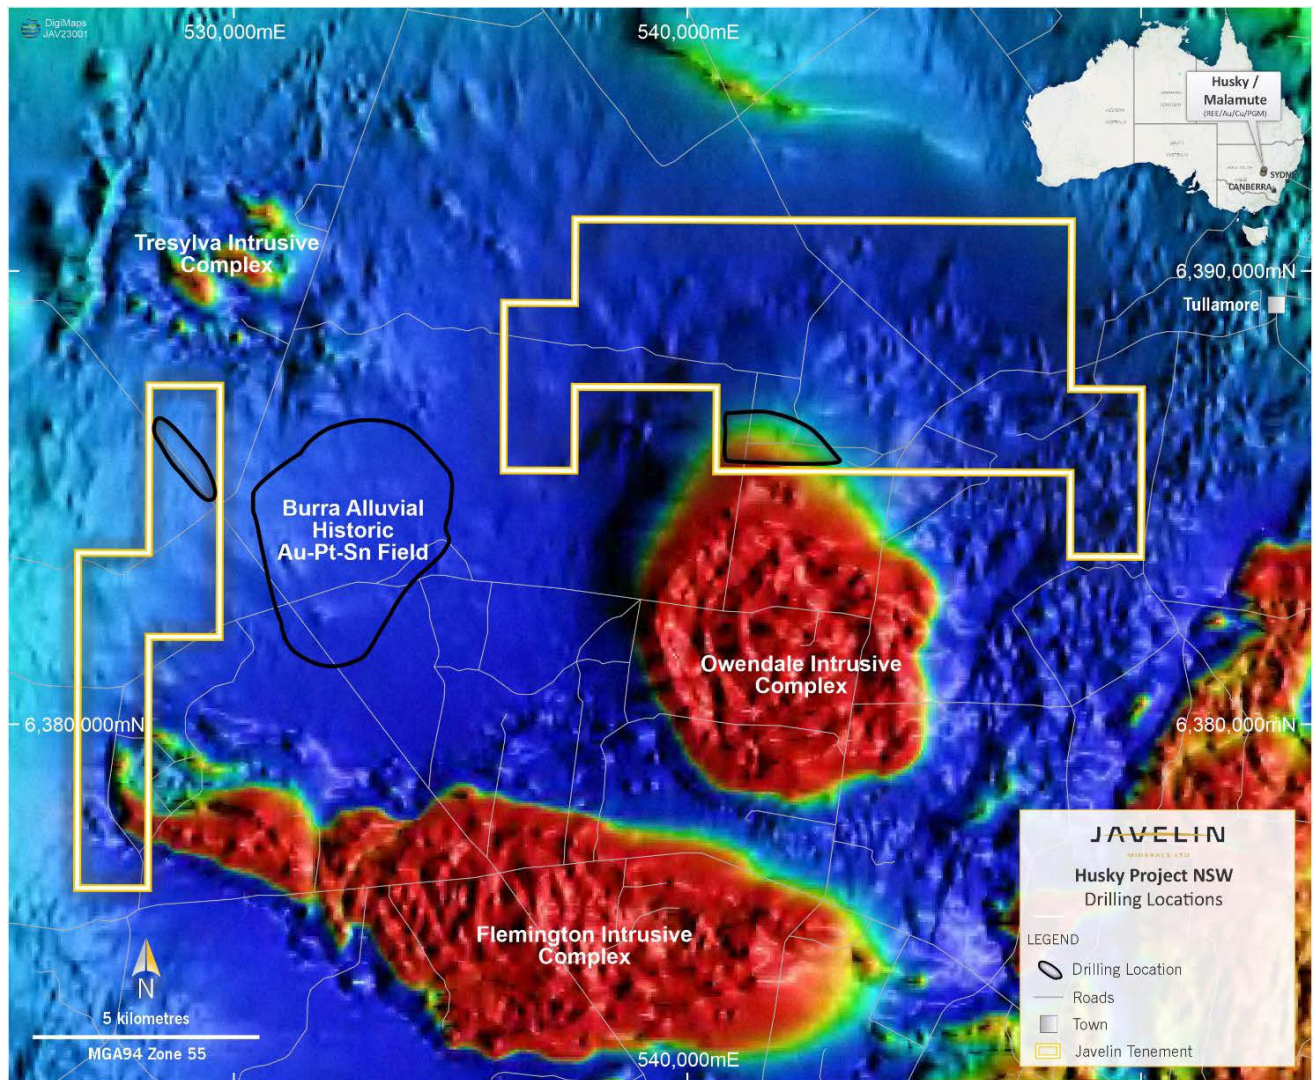 DigiMaps
JAV23001
530,000mE
540,000mE
Husky /
Malamute
(REE/Au/Cu/PGM)
SYDNEY
CANBERRA
Tresylva Intrusive
Complex
6,390,000mN
Tullamore
Burra Alluvial
Historic
Au-Pt-Sn Field
Owendale Intrusive
Complex
6,380,000mN
6,380,000mN
Flemington Intrusive
Complex
N
5 kilometres
MGA94 Zone 55
540,000mE
JAVELIN
MINERALS LTD
Husky Project NSW
Drilling Locations
LEGEND
Drilling Location
Roads
Town
Javelin Tenement